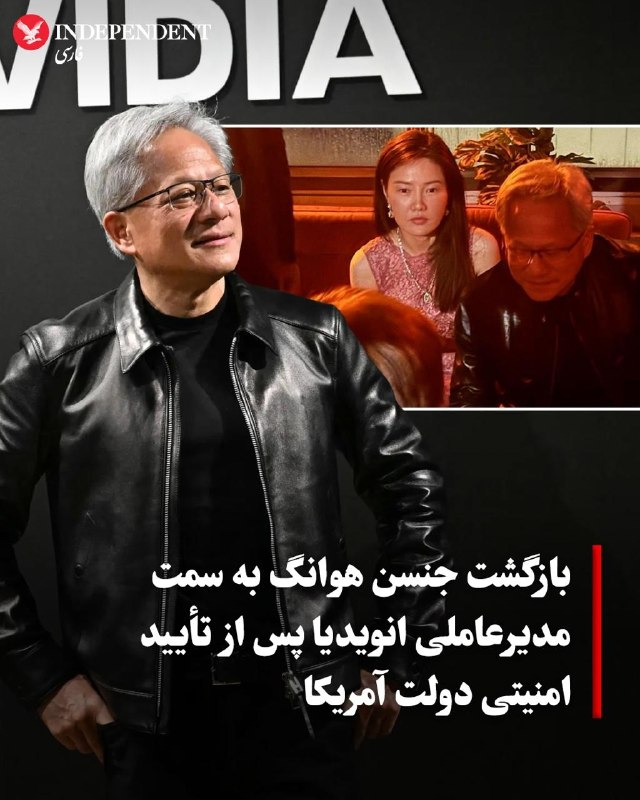 INDEPENDENT
فارسی
VIDIA
بازگشت جنسن هوانگ به سمت
مدیرعاملی انویدیا پس از تأیید
امنیتی دولت آمریکا